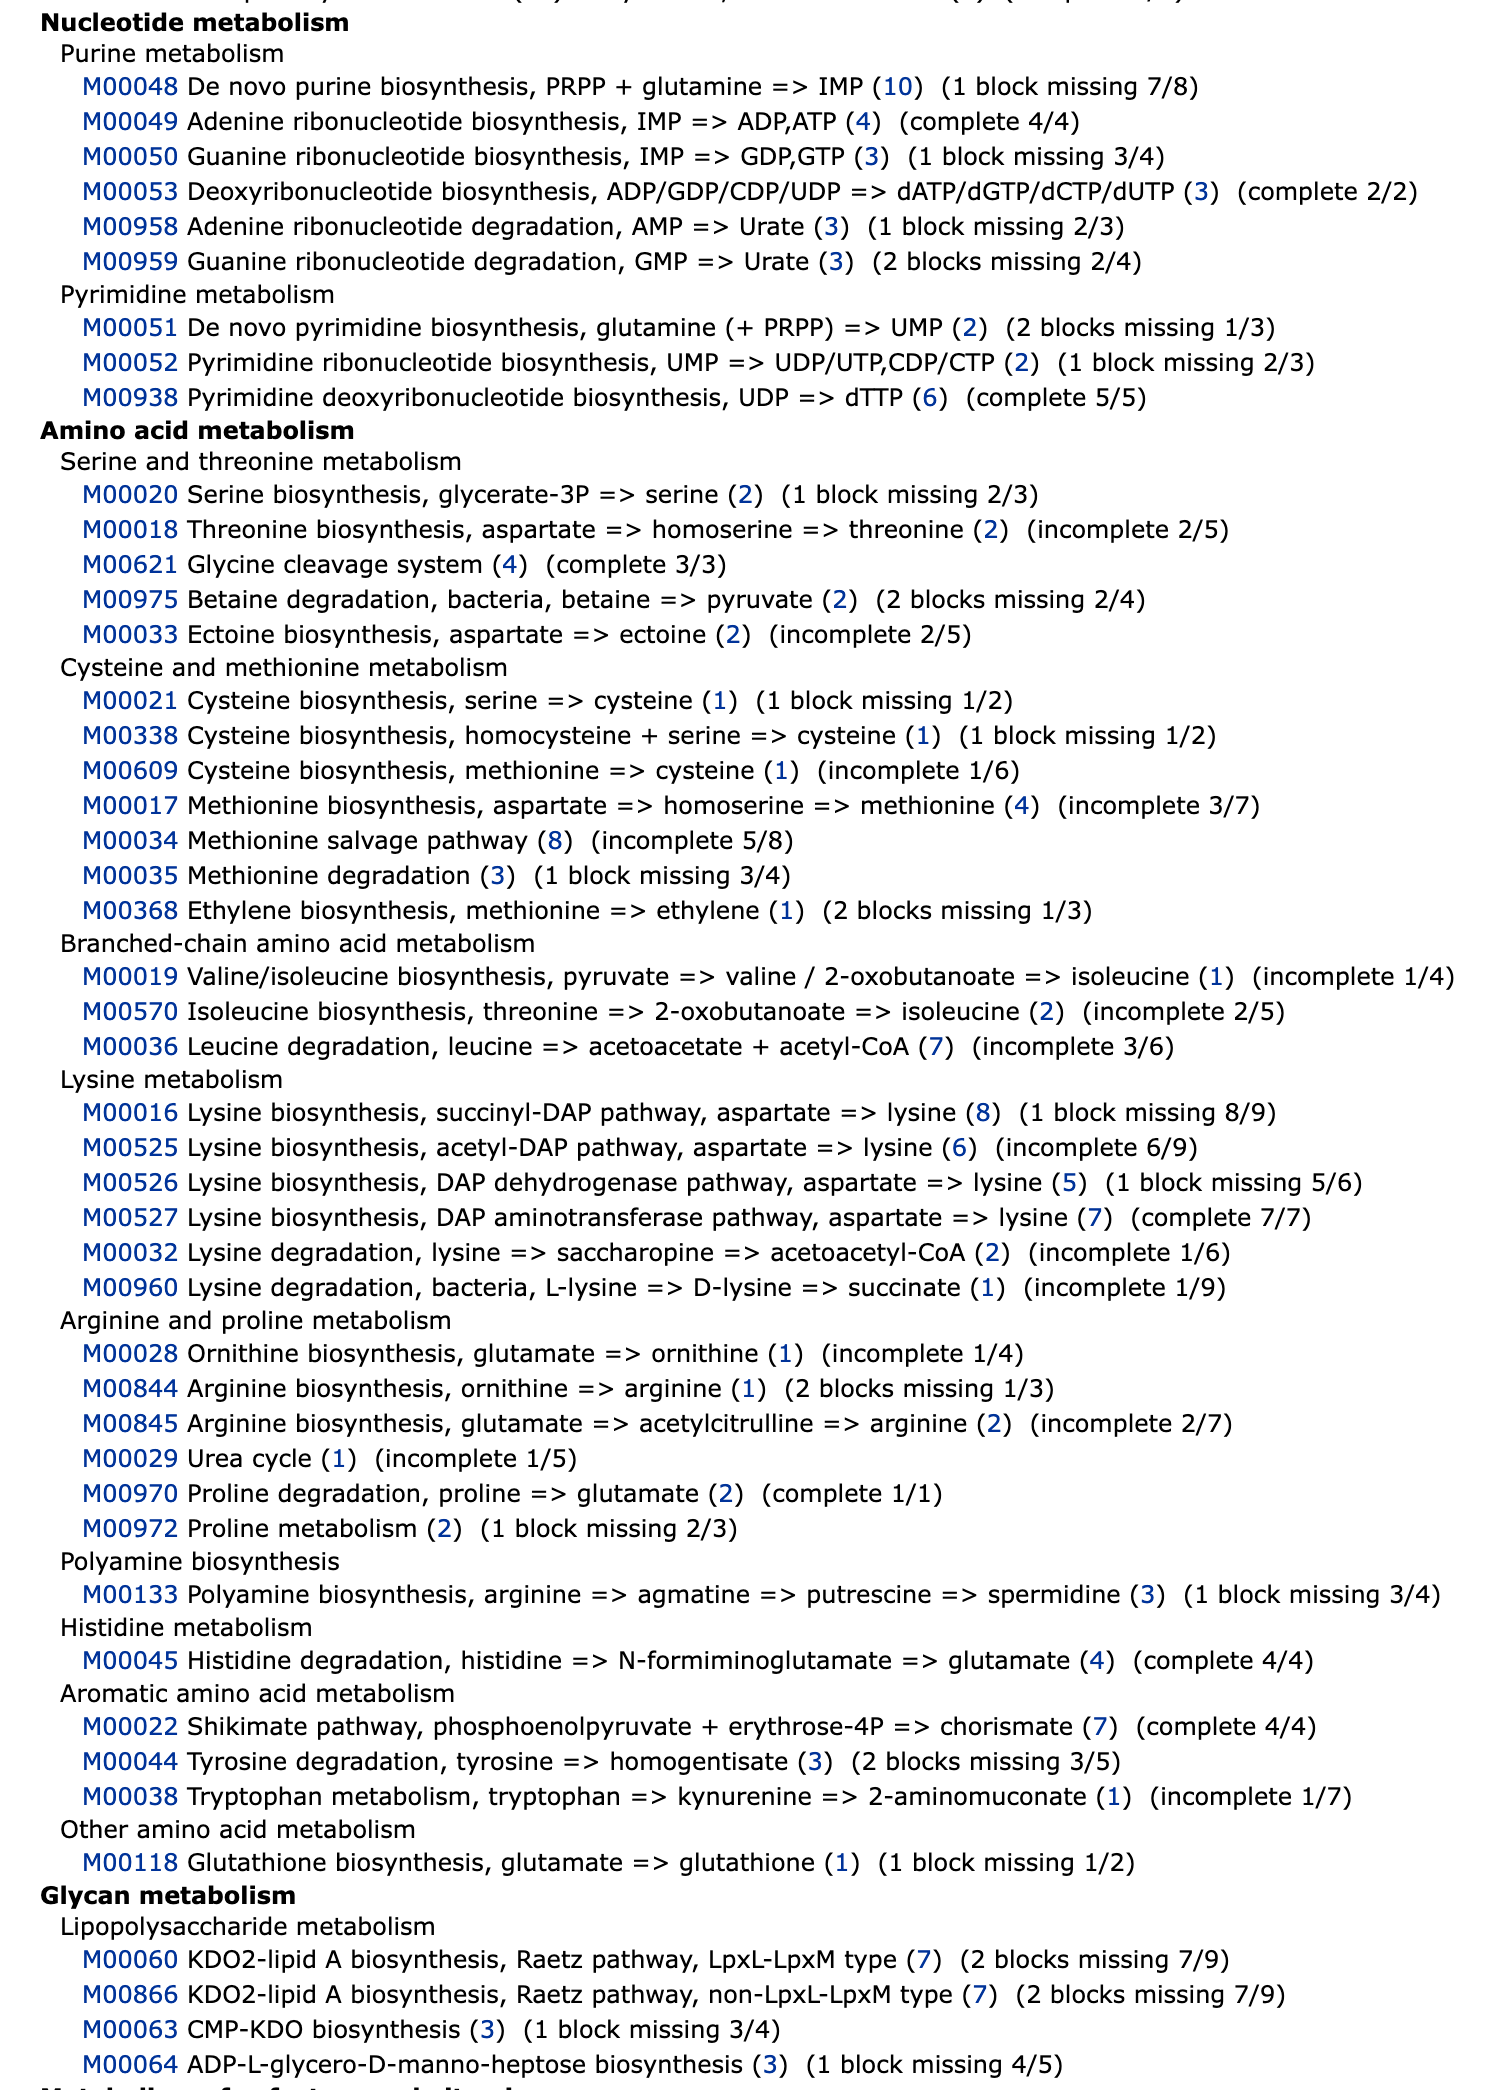 Nucleotide metabolism
Purine metabolism
M00048 De novo purine biosynthesis, PRPP + glutamine => IMP (10) (1 block missing 7/8)
M00049 Adenine ribonucleotide biosynthesis, IMP => ADP,ATP (4) (complete 4/4)
M00050 Guanine ribonucleotide biosynthesis, IMP => GDP,GTP (3) (1 block missing 3/4)
M00053 Deoxyribonucleotide biosynthesis, ADP/GDP/CDP/UDP => dATP/dGTP/dCTP/dUTP (3) (complete 2/2)
M00958 Adenine ribonucleotide degradation, AMP => Urate (3) (1 block missing 2/3)
M00959 Guanine ribonucleotide degradation, GMP => Urate (3) (2 blocks missing 2/4)
Pyrimidine metabolism
M00051 De novo pyrimidine biosynthesis, glutamine (+ PRPP) => UMP (2) (2 blocks missing 1/3)
M00052 Pyrimidine ribonucleotide biosynthesis, UMP => UDP/UTP,CDP/CTP (2) (1 block missing 2/3)
M00938 Pyrimidine deoxyribonucleotide biosynthesis, UDP => dTTP (6) (complete 5/5)
Amino acid metabolism
Serine and threonine metabolism
M00020 Serine biosynthesis, glycerate-3P => serine (2) (1 block missing 2/3)
M00018 Threonine biosynthesis, aspartate => homoserine => threonine (2) (incomplete 2/5)
M00621 Glycine cleavage system (4) (complete 3/3)
M00975 Betaine degradation, bacteria, betaine => pyruvate (2) (2 blocks missing 2/4)
M00033 Ectoine biosynthesis, aspartate => ectoine (2) (incomplete 2/5)
Cysteine and methionine metabolism
M00021 Cysteine biosynthesis, serine => cysteine (1) (1 block missing 1/2)
M00338 Cysteine biosynthesis, homocysteine + serine => cysteine (1) (1 block missing 1/2)
M00609 Cysteine biosynthesis, methionine => cysteine (1) (incomplete 1/6)
M00017 Methionine biosynthesis, aspartate => homoserine => methionine (4) (incomplete 3/7)
M00034 Methionine salvage pathway (8) (incomplete 5/8)
M00035 Methionine degradation (3) (1 block missing 3/4)
M00368 Ethylene biosynthesis, methionine => ethylene (1) (2 blocks missing 1/3)
Branched-chain amino acid metabolism
M00019 Valine/isoleucine biosynthesis, pyruvate => valine / 2-oxobutanoate => isoleucine (1) (incomplete 1/4)
M00570 Isoleucine biosynthesis, threonine => 2-oxobutanoate => isoleucine (2) (incomplete 2/5)
M00036 Leucine degradation, leucine => acetoacetate + acetyl-CoA (7) (incomplete 3/6)
Lysine metabolism
M00016 Lysine biosynthesis, succinyl-DAP pathway, aspartate => lysine (8) (1 block missing 8/9)
M00525 Lysine biosynthesis, acetyl-DAP pathway, aspartate => lysine (6) (incomplete 6/9)
M00526 Lysine biosynthesis, DAP dehydrogenase pathway, aspartate => lysine (5) (1 block missing 5/6)
M00527 Lysine biosynthesis, DAP aminotransferase pathway, aspartate => lysine (7) (complete 7/7)
M00032 Lysine degradation, lysine => saccharopine => acetoacetyl-CoA (2) (incomplete 1/6)
M00960 Lysine degradation, bacteria, L-lysine => D-lysine => succinate (1) (incomplete 1/9)
Arginine and proline metabolism
M00028 Ornithine biosynthesis, glutamate => ornithine (1) (incomplete 1/4)
M00844 Arginine biosynthesis, ornithine => arginine (1) (2 blocks missing 1/3)
M00845 Arginine biosynthesis, glutamate => acetylcitrulline => arginine (2) (incomplete 2/7)
M00029 Urea cycle (1) (incomplete 1/5)
M00970 Proline degradation, proline => glutamate (2) (complete 1/1)
M00972 Proline metabolism (2) (1 block missing 2/3)
Polyamine biosynthesis
M00133 Polyamine biosynthesis, arginine => agmatine => putrescine => spermidine (3) (1 block missing 3/4)
Histidine metabolism
M00045 Histidine degradation, histidine => N-formiminoglutamate => glutamate (4) (complete 4/4)
Aromatic amino acid metabolism
M00022 Shikimate pathway, phosphoenolpyruvate + erythrose-4P => chorismate (7) (complete 4/4)
M00044 Tyrosine degradation, tyrosine => homogentisate (3) (2 blocks missing 3/5)
M00038 Tryptophan metabolism, tryptophan => kynurenine => 2-aminomuconate (1) (incomplete 1/7)
Other amino acid metabolism
M00118 Glutathione biosynthesis, glutamate => glutathione (1) (1 block missing 1/2)
Glycan metabolism
Lipopolysaccharide metabolism
M00060 KDO2-lipid A biosynthesis, Raetz pathway, LpxL-LpxM type (7) (2 blocks missing 7/9)
M00866 KDO2-lipid A biosynthesis, Raetz pathway, non-LpxL-LpxM type (7) (2 blocks missing 7/9)
M00063 CMP-KDO biosynthesis (3) (1 block missing 3/4)
M00064 ADP-L-glycero-D-manno-heptose biosynthesis (3) (1 block missing 4/5)